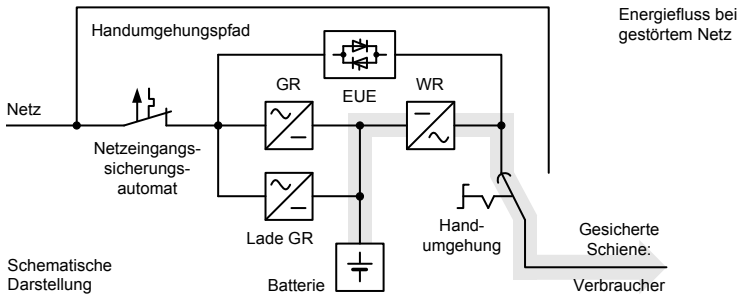 Handumgehungspfad
Energiefluss bei
gestörtem Netz
GR
EUE
WR
Netz
Netzeingangs-
sicherungs-
automat
Lade GR
Hand-
umgehung
Gesicherte
Schiene:
Schematische
Darstellung
Batterie
Verbraucher